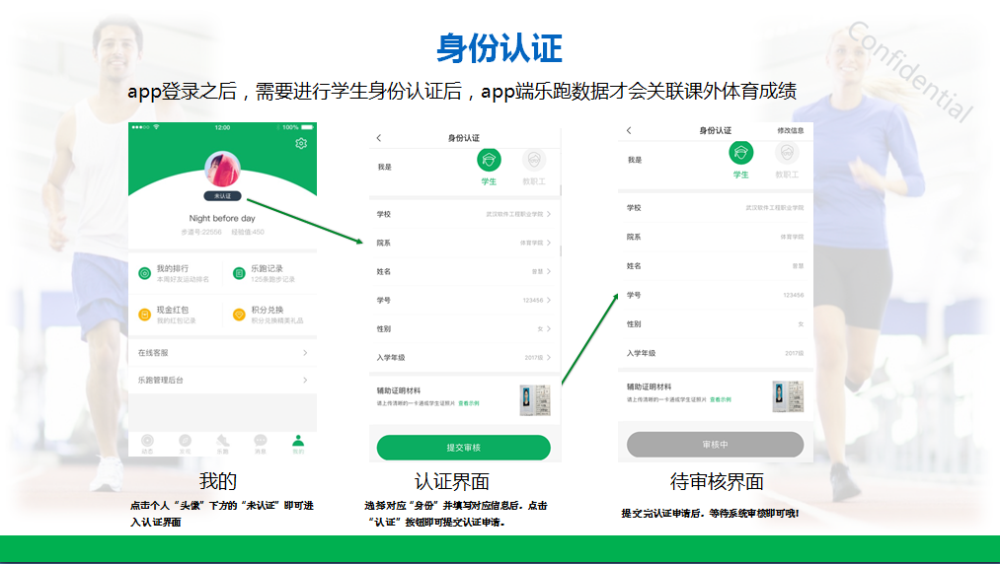 身份认证
Confidential
app登录之后，需要进行学生身份认证后，app端乐跑数据才会关联课外体育成绩
12:00
100%
未认证
Night before day
步道号:22556 经验值:450
我的排行
本周好友运动排名
乐跑记录
125条跑步记录
现金红包
我的红包记录
积分兑换
积分兑换精美礼品
在线客服
乐跑管理后台
动态
乐跑
消息
我的
身份认证
我是
学生
教职工
学校 武汉软件工程职业学院
院系 体育学院
姓名
学号 123456
性别 女
入学年级 2017级
辅助证明材料
请上传清晰的一卡通或学生证照片 查看示例
提交审核
身份认证 修改信息
我是
学生
教职工
学校 武汉软件工程职业学院
院系 体育学院
姓名
学号 123456
性别 女
入学年级 2017级
辅助证明材料
请上传清晰的一卡通或学生证照片 查看示例
审核中
我的
点击个人“头像”下方的“未认证”即可进
入认证界面
认证界面
选择对应“身份”并填写对应信息后，点击
“认证”按钮即可提交认证申请。
待审核界面
提交完认证申请后，等待系统审核即可哦！